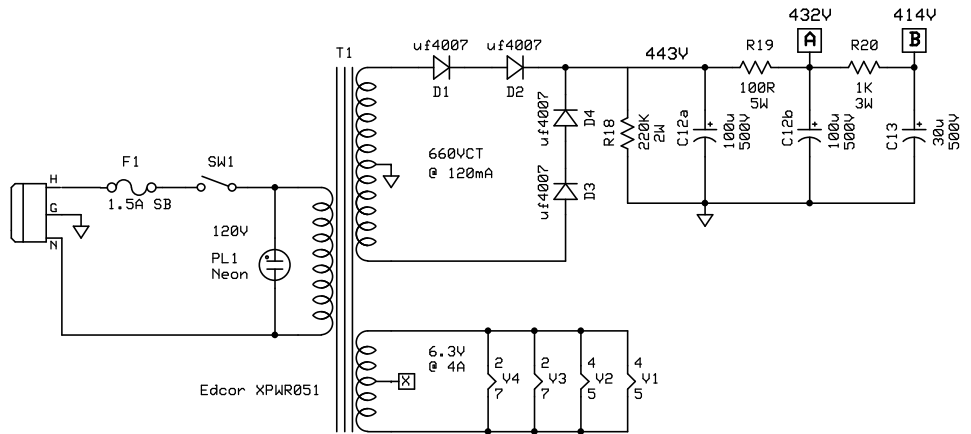 432V
414V
A
B
T1
uf4007
uf4007
D1
D2
443V
R19
100R
5W
R20
1K
3W
uf4007
D4
R18
220K
2W
C12a
100u
500V
C12b
100u
500V
C13
30u
500V
660VCT
@ 120mA
uf4007
D3
F1
SW1
H
G
N
1.5A SB
120V
PL1
Neon
6.3V
@ 4A
X
2
V4
7
2
V3
7
4
V2
5
4
V1
5
Edcor XPWR051